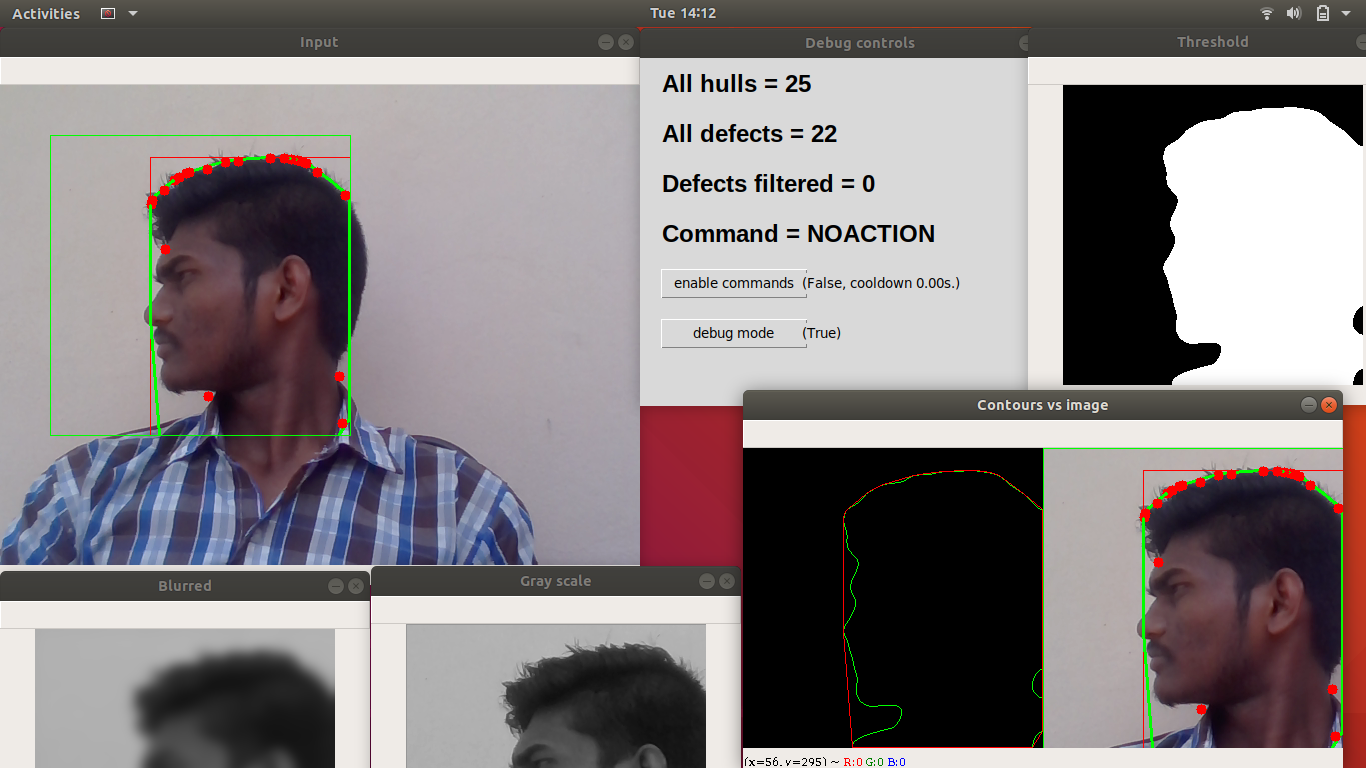 Activities
Tue 14:12
Input
Debug controls
Threshold
All hulls = 25
All defects = 22
Defects filtered = 0
Command = NOACTION
enable commands (False, cooldown 0.00s.)
debug mode (True)
Contours vs image
Blurred
Gray scale
(x=56, y=295) ~ R:0 G:0 B:0